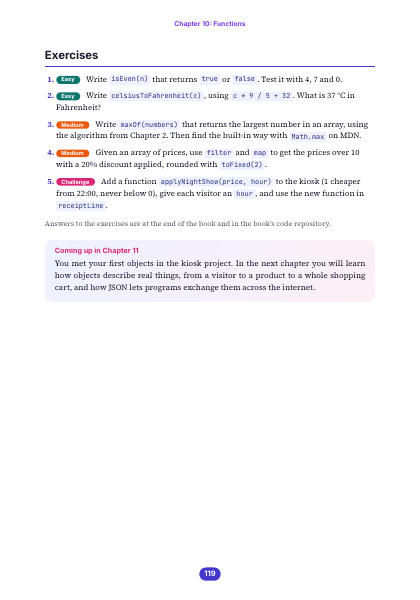 Chapter 10: Functions
Exercises
1. Easy Write isEven(n) that returns true or false. Test it with 4, 7 and 0.
2. Easy Write celsiusToFahrenheit(c), using c * 9 / 5 + 32. What is 37 °C in
Fahrenheit?
3. Medium Write maxOf(numbers) that returns the largest number in an array, using
the algorithm from Chapter 2. Then find the built-in way with Math.max on MDN.
4. Medium Given an array of prices, use filter and map to get the prices over 10
with a 20% discount applied, rounded with toFixed(2).
5. Challenge Add a function applyNightShow(price, hour) to the kiosk (1 cheaper
from 22:00, never below 0), give each visitor an hour, and use the new function in
receiptLine.
Answers to the exercises are at the end of the book and in the book's code repository.
Coming up in Chapter 11
You met your first objects in the kiosk project. In the next chapter you will learn
how objects describe real things, from a visitor to a product to a whole shopping
cart, and how JSON lets programs exchange them across the internet.
119